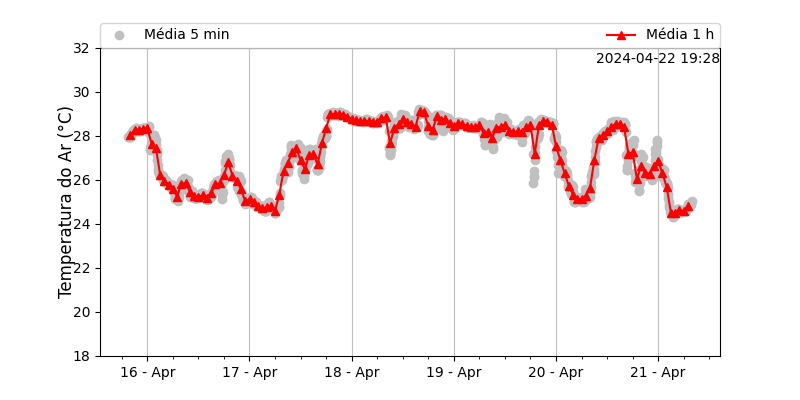 Média 5 min
Média 1 h
2024-04-22 19:28
Temperatura do Ar (°C)
32
30
28
26
24
22
20
18
16 - Apr
17 - Apr
18 - Apr
19 - Apr
20 - Apr
21 - Apr